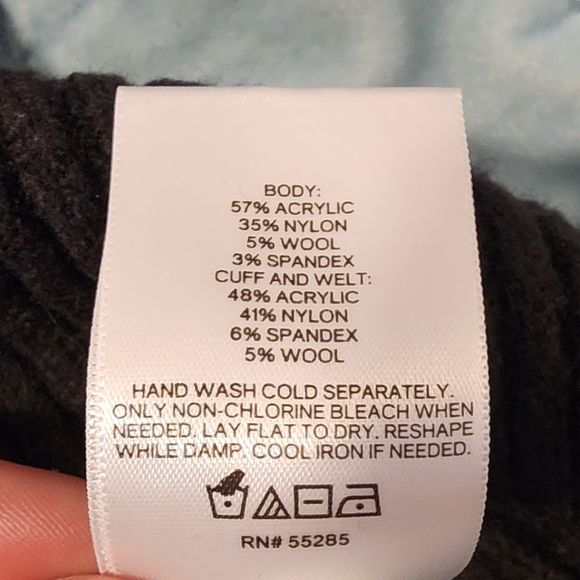 BODY:
57% ACRYLIC
35% NYLON
5% WOOL
3% SPANDEX
CUFF AND WELT:
48% ACRYLIC
41% NYLON
6% SPANDEX
5% WOOL
HAND WASH COLD SEPARATELY.
ONLY NON-CHLORINE BLEACH WHEN
NEEDED. LAY FLAT TO DRY. RESHAPE
WHILE DAMP. COOL IRON IF NEEDED.
RN# 55285